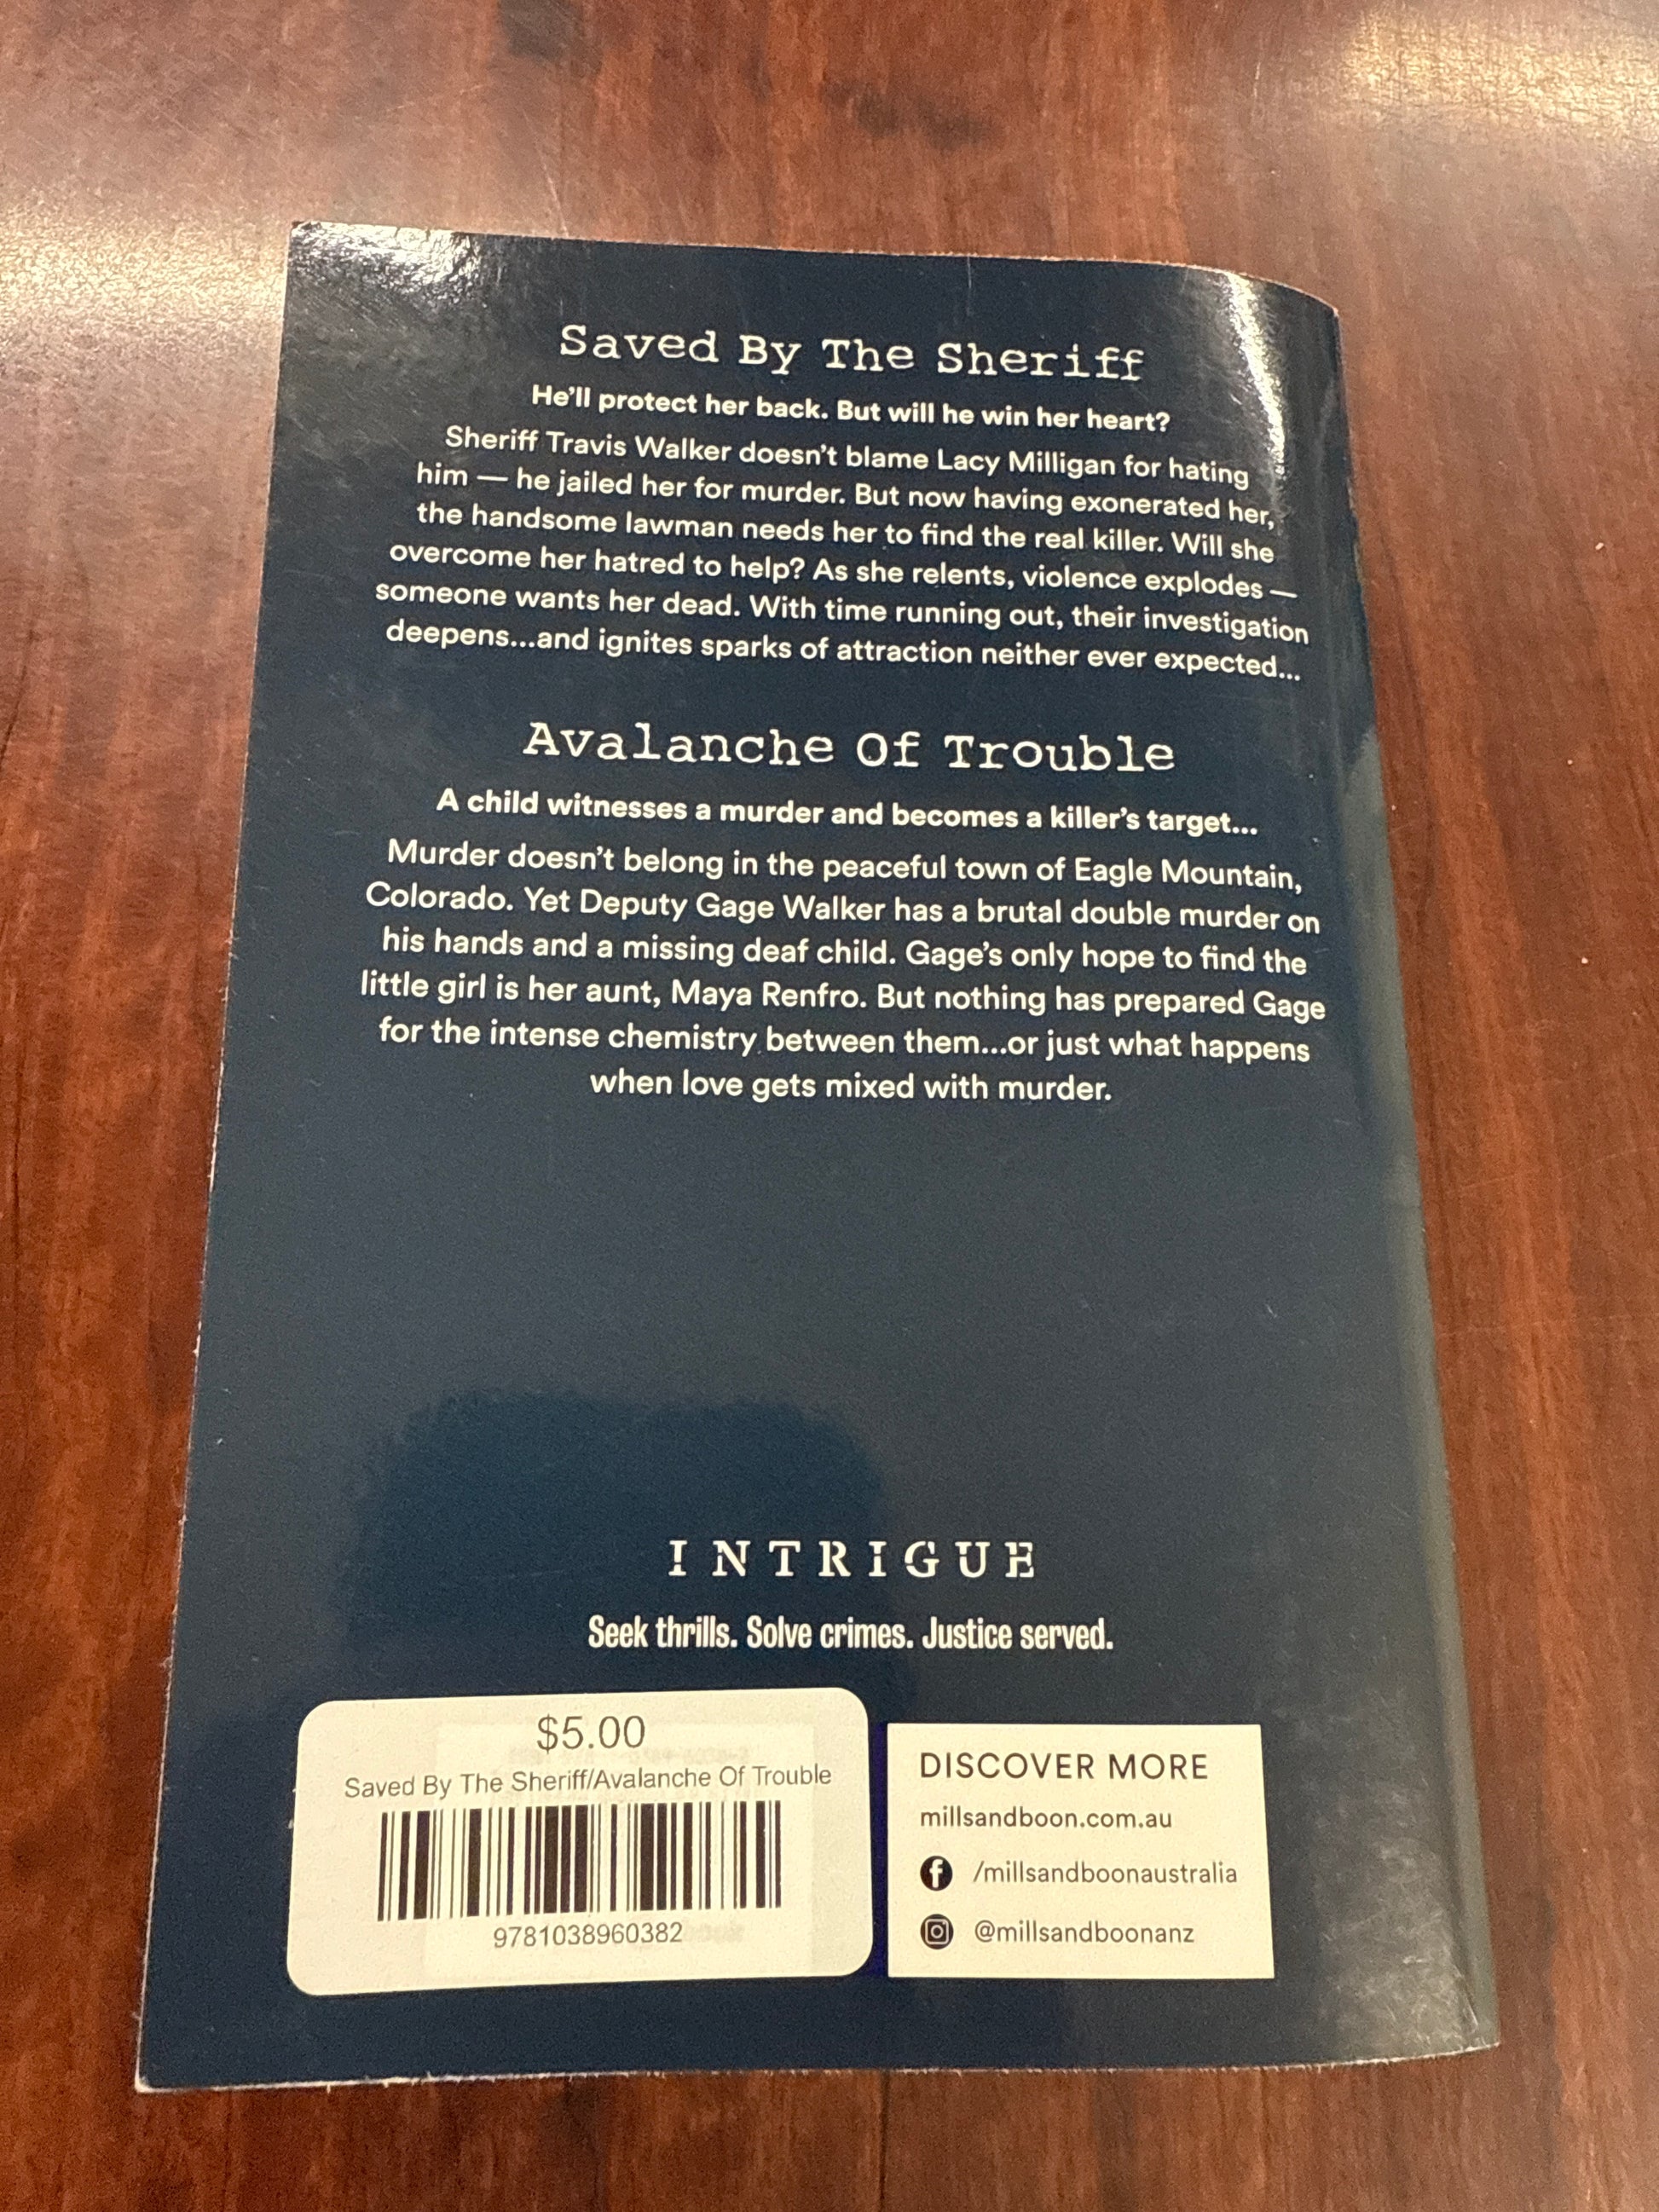 Saved By The Sheriff
He'll protect her back. But will he win her heart?
Sheriff Travis Walker doesn't blame Lacy Milligan for hating
him — he jailed her for murder. But now having exonerated her,
the handsome lawman needs her to find the real killer. Will she
overcome her hatred to help? As she relents, violence explodes —
someone wants her dead. With time running out, their investigation
deepens...and ignites sparks of attraction neither ever expected...
Avalanche Of Trouble
A child witnesses a murder and becomes a killer's target...
Murder doesn't belong in the peaceful town of Eagle Mountain,
Colorado. Yet Deputy Gage Walker has a brutal double murder on
his hands and a missing deaf child. Gage's only hope to find the
little girl is her aunt, Maya Renfro. But nothing has prepared Gage
for the intense chemistry between them...or just what happens
when love gets mixed with murder.
INTRIGUE
Seek thrills. Solve crimes. Justice served.
$5.00
Saved By The Sheriff/Avalanche Of Trouble
9781038960382
DISCOVER MORE
millsandboon.com.au
/millsandboonaustralia
@millsandboonanz